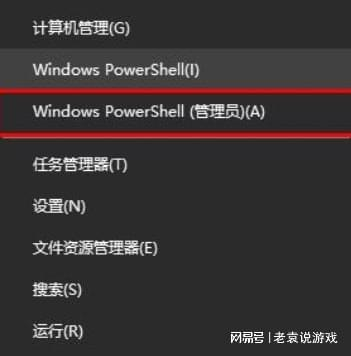 计算机管理(G)
Windows PowerShell(I)
Windows PowerShell (管理员)(A)
任务管理器(T)
设置(N)
文件资源管理器(E)
搜索(S)
运行(R)
网易号 | 老袁说游戏